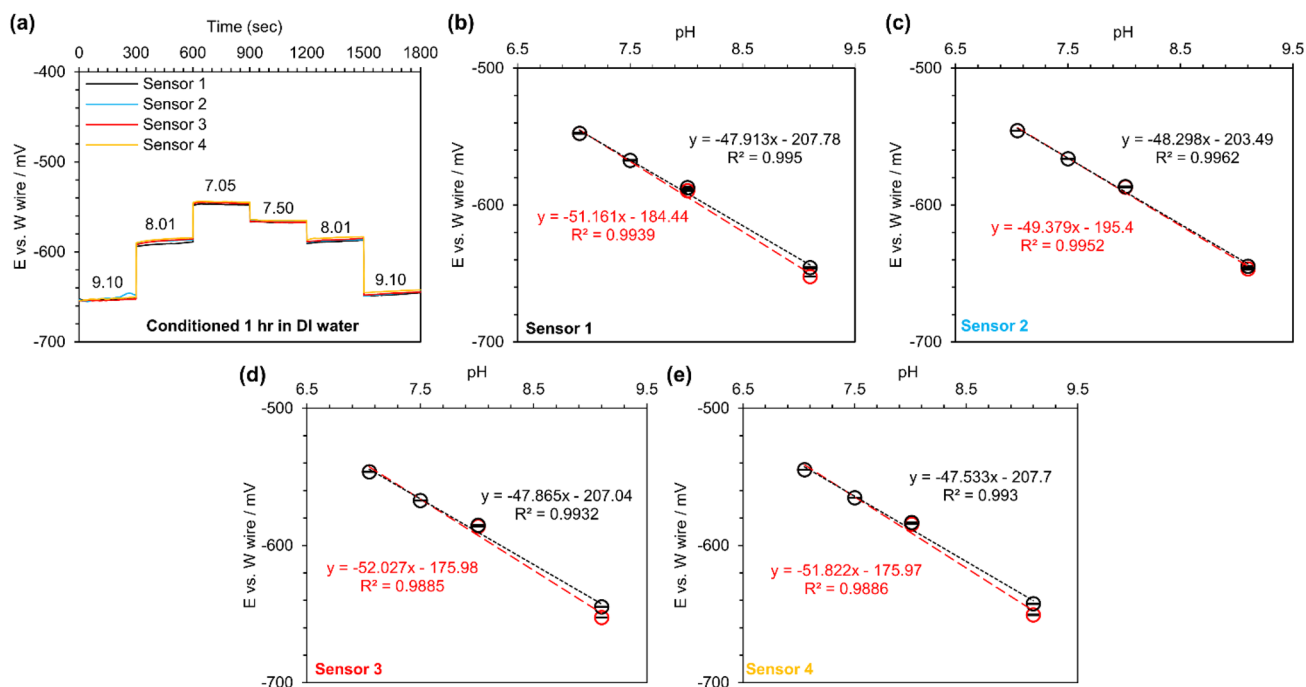 (a)
Time (sec)
0 300 600 900 1200 1500 1800
-400
-500
-600
-700
E vs. W wire / mV
Sensor 1
Sensor 2
Sensor 3
Sensor 4
9.10
8.01
7.05
7.50
8.01
9.10
Conditioned 1 hr in DI water
(b)
pH
6.5 7.5 8.5 9.5
-500
-600
-700
E vs. W wire / mV
y = -47.913x - 207.78
R² = 0.995
y = -51.161x - 184.44
R² = 0.9939
Sensor 1
(c)
pH
6.5 7.5 8.5 9.5
-500
-600
-700
E vs. W wire / mV
y = -48.298x - 203.49
R² = 0.9962
y = -49.379x - 195.4
R² = 0.9952
Sensor 2
(d)
pH
6.5 7.5 8.5 9.5
-500
-600
-700
E vs. W wire / mV
y = -47.865x - 207.04
R² = 0.9932
y = -52.027x - 175.98
R² = 0.9885
Sensor 3
(e)
pH
6.5 7.5 8.5 9.5
-500
-600
-700
E vs. W wire / mV
y = -47.533x - 207.7
R² = 0.993
y = -51.822x - 175.97
R² = 0.9886
Sensor 4